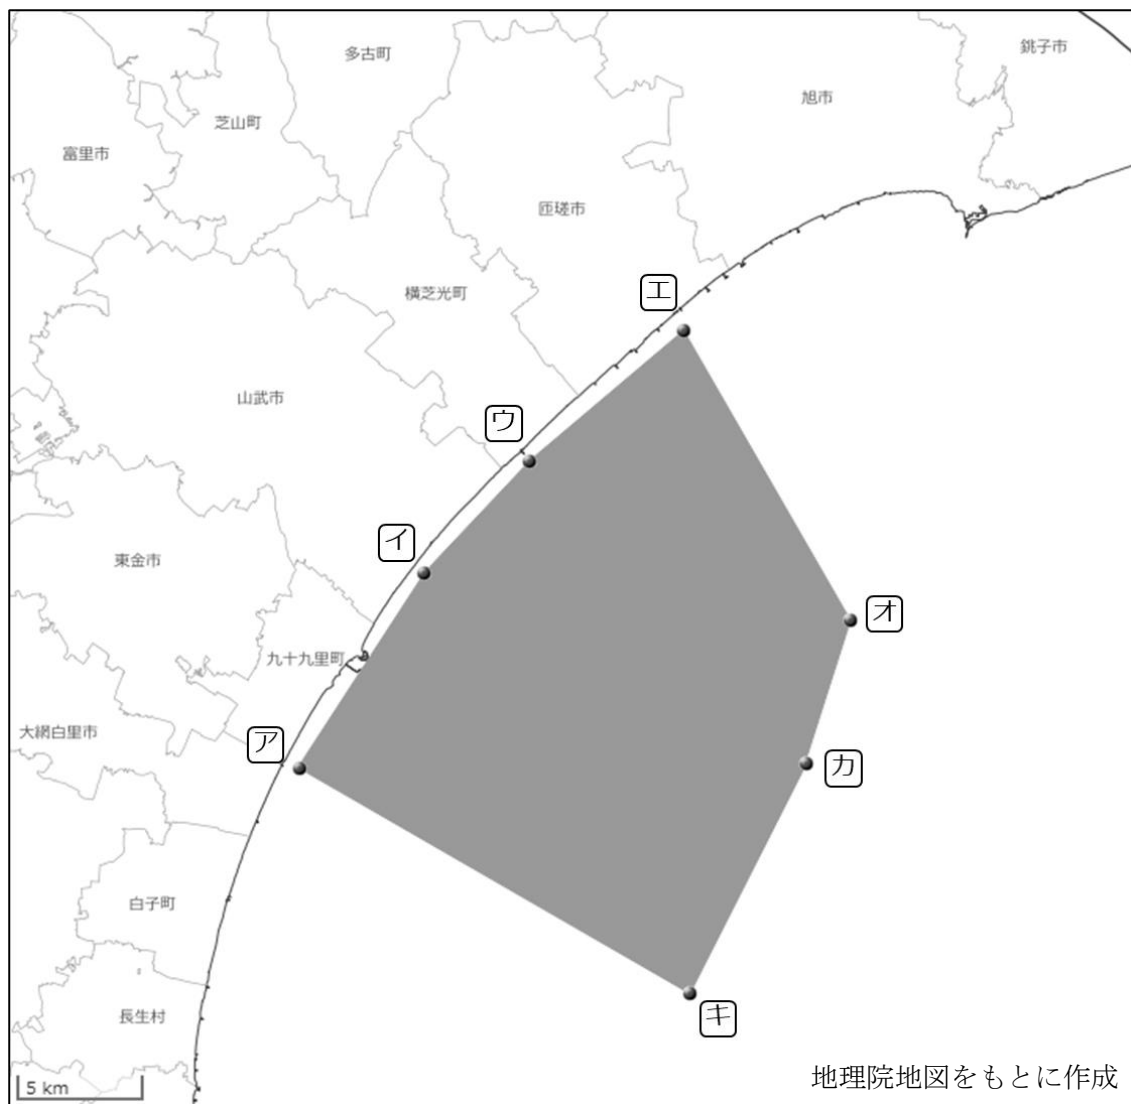 銚子市
多古町
旭市
芝山町
富里市
匝瑳市
エ
横芝光町
山武市
ウ
イ
東金市
オ
九十九里町
大網白里市
ア
カ
白子町
キ
長生村
5 km
地理院地図をもとに作成